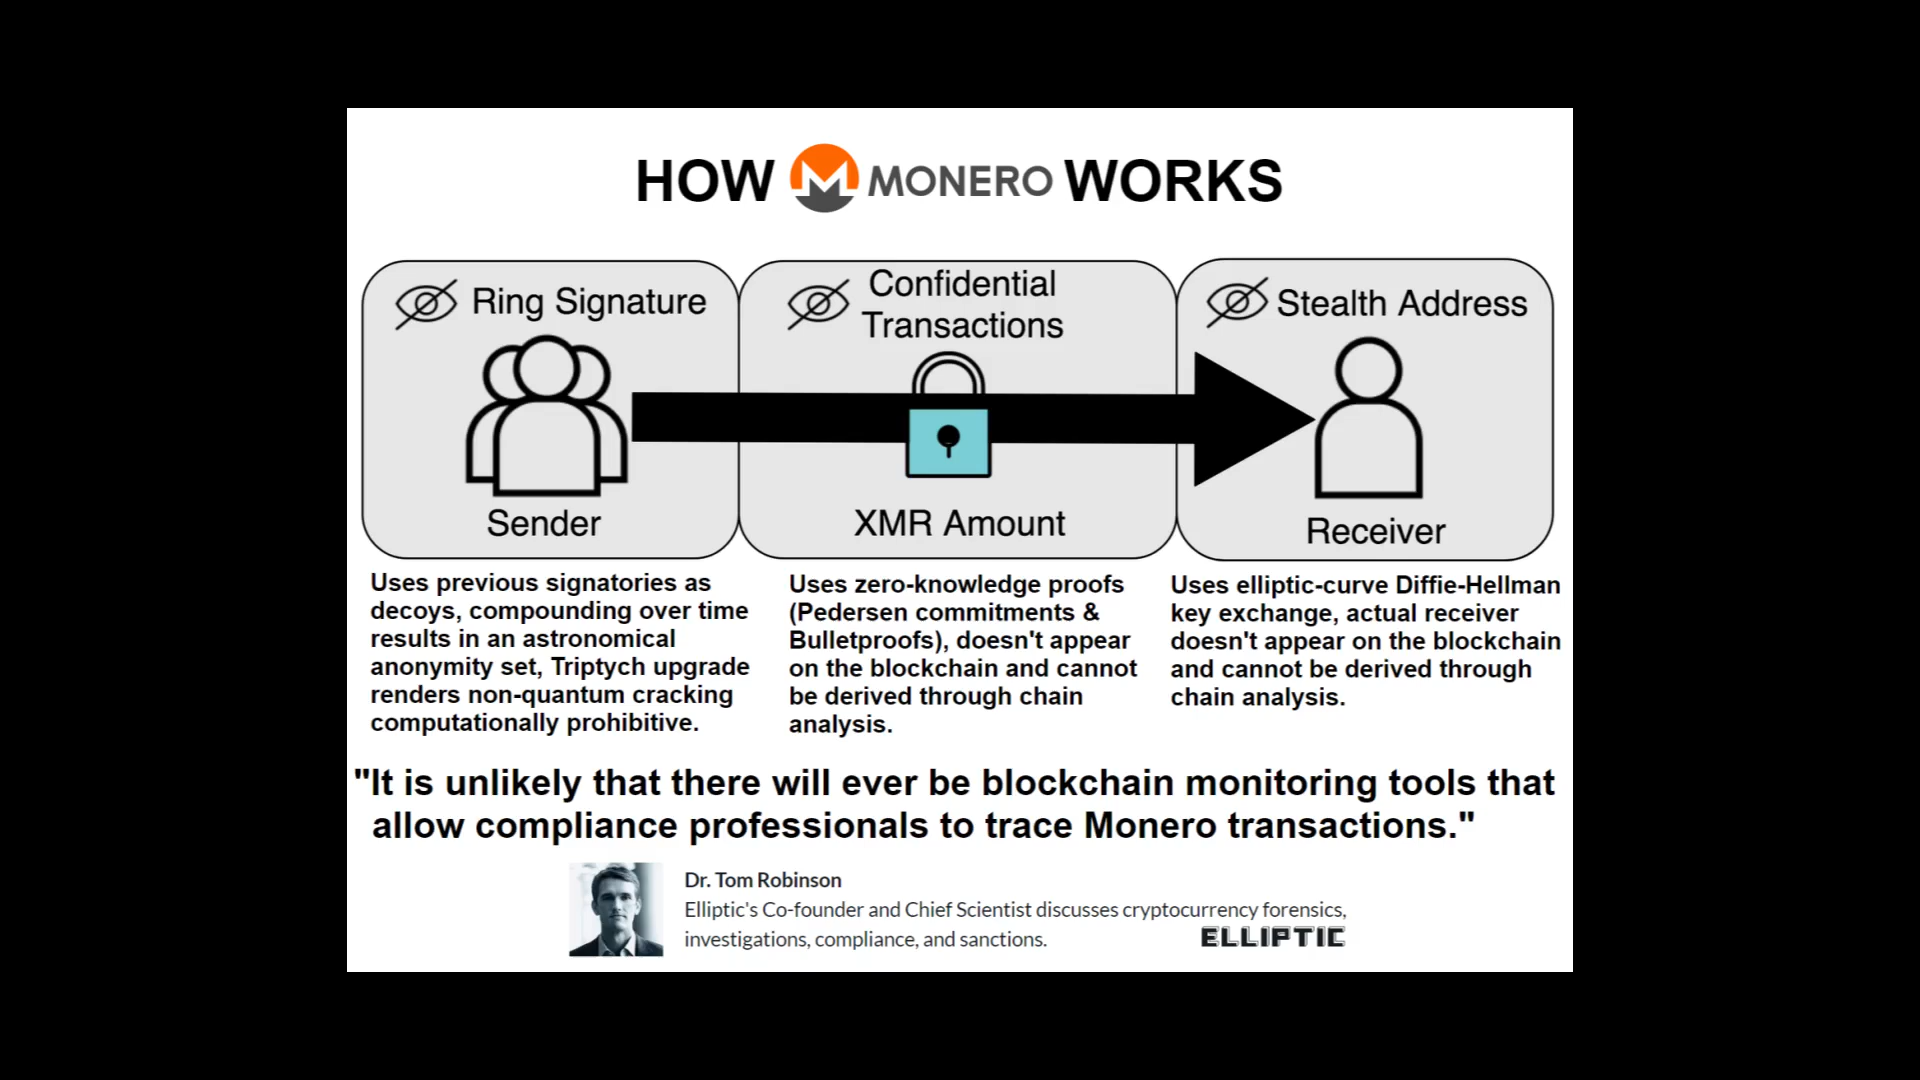 HOW MONERO WORKS
Ring Signature
Sender
Confidential
Transactions
XMR Amount
Stealth Address
Receiver
Uses previous signatories as
decoys, compounding over time
results in an astronomical
anonymity set, Triptych upgrade
renders non-quantum cracking
computationally prohibitive.
Uses zero-knowledge proofs
(Pedersen commitments &
Bulletproofs), doesn't appear
on the blockchain and cannot
be derived through chain
analysis.
Uses elliptic-curve Diffie-Hellman
key exchange, actual receiver
doesn't appear on the blockchain
and cannot be derived through
chain analysis.
"It is unlikely that there will ever be blockchain monitoring tools that
allow compliance professionals to trace Monero transactions."
Dr. Tom Robinson
Elliptic's Co-founder and Chief Scientist discusses cryptocurrency forensics,
investigations, compliance, and sanctions.
ELLIPTIC